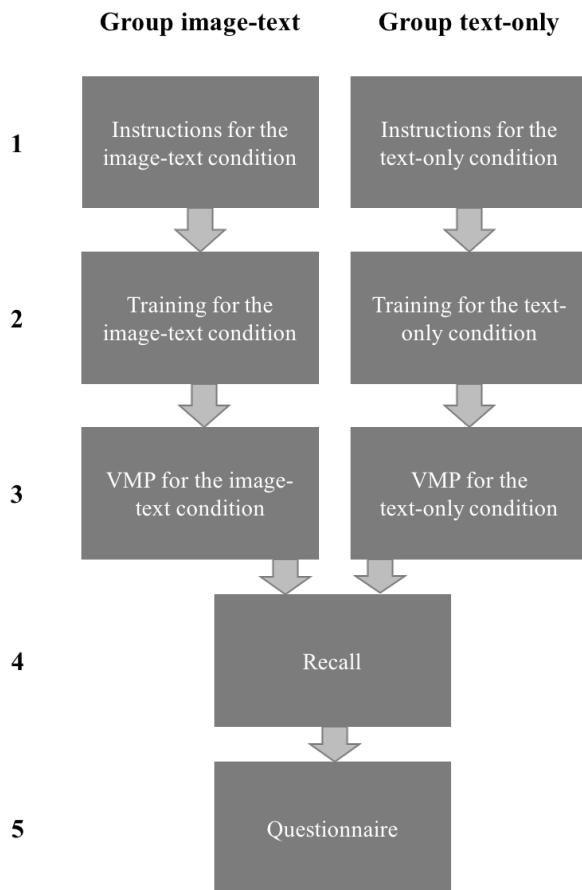 Group image-text
Group text-only
1
Instructions for the
image-text condition
Instructions for the
text-only condition
2
Training for the
image-text condition
Training for the text-
only condition
3
VMP for the image-
text condition
VMP for the
text-only condition
4
Recall
5
Questionnaire